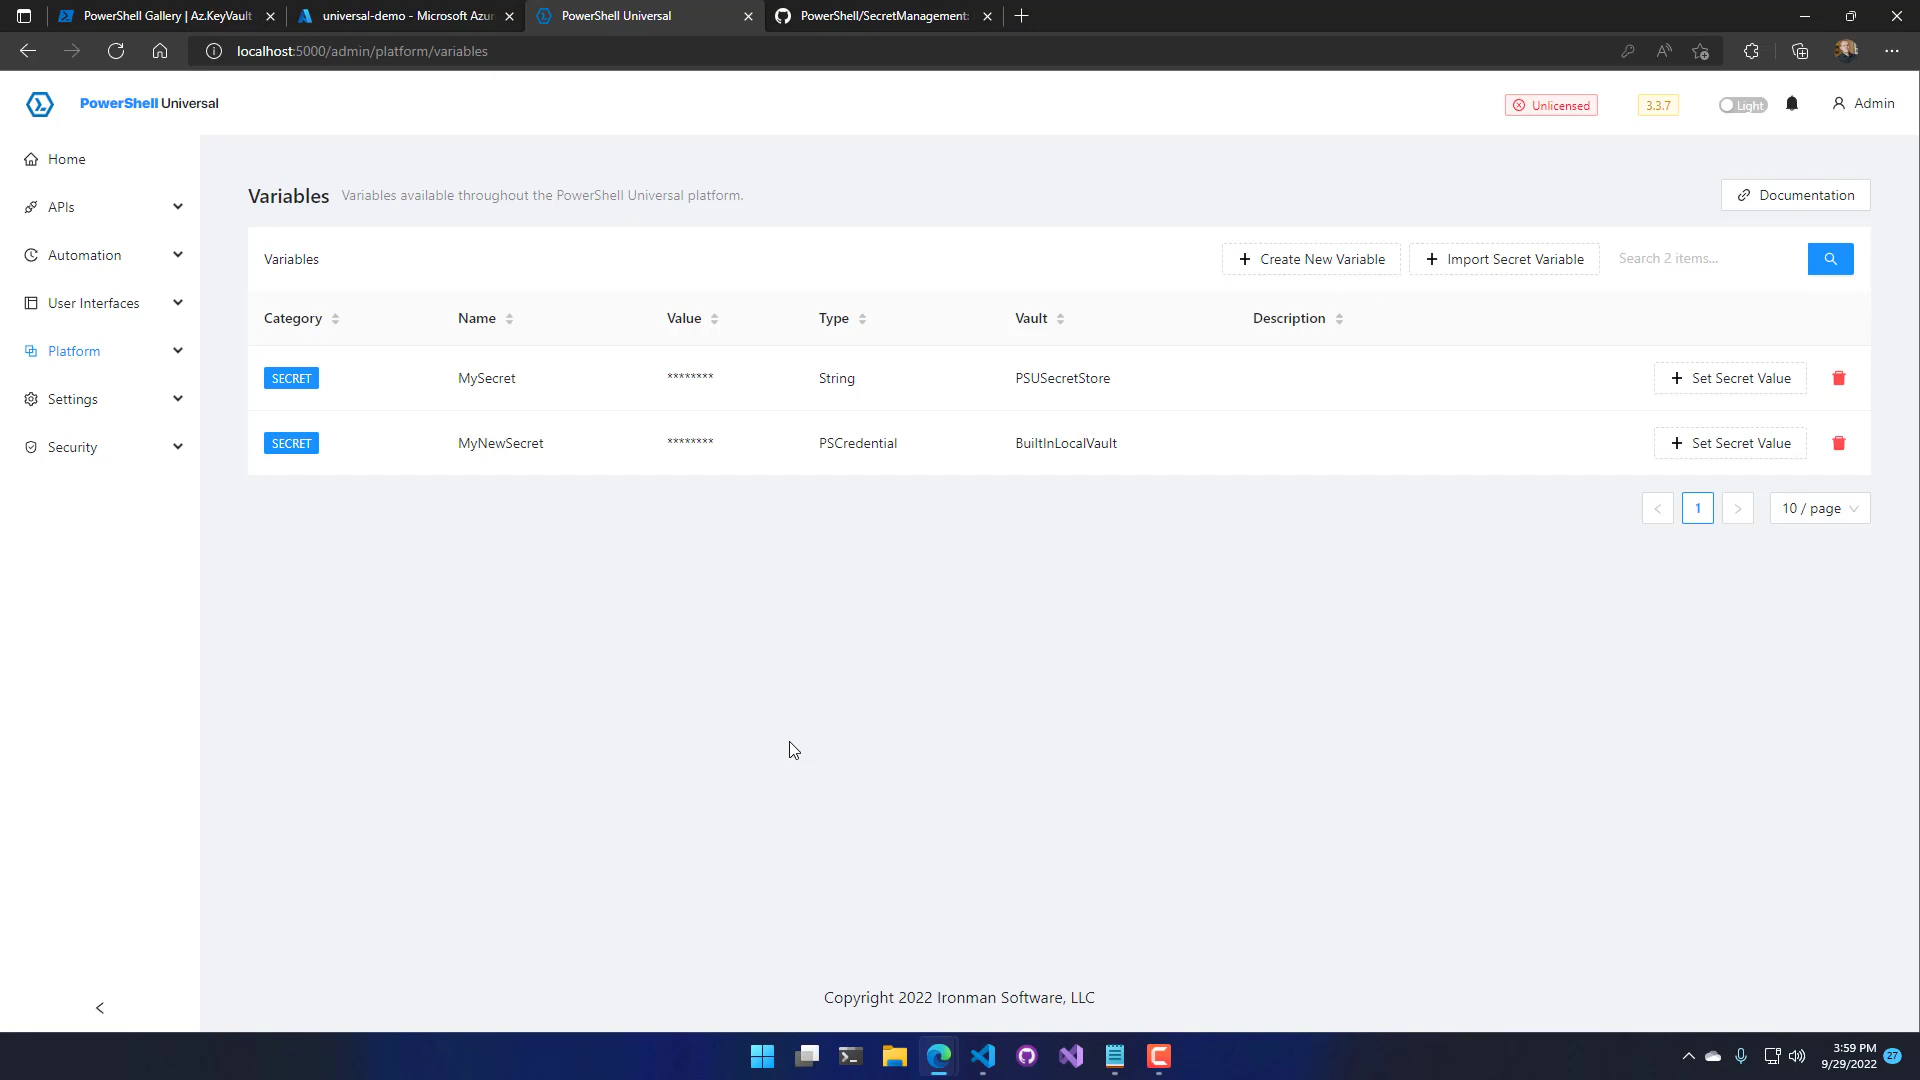 PowerShell Gallery | Az.KeyVault
universal-demo - Microsoft Azur
PowerShell Universal
PowerShell/SecretManagement:
localhost:5000/admin/platform/variables
PowerShell Universal
Unlicensed
3.3.7
Light
Admin
Home
APIs
Automation
User Interfaces
Platform
Settings
Security
Variables Variables available throughout the PowerShell Universal platform.
Documentation
Variables
Create New Variable
Import Secret Variable
Search 2 items...
Category Name Value Type Vault Description
SECRET MySecret ******** String PSUSecretStore Set Secret Value
SECRET MyNewSecret ******** PSCredential BuiltInLocalVault Set Secret Value
< 1 > 10 / page
Copyright 2022 Ironman Software, LLC
3:59 PM
9/29/2022
27